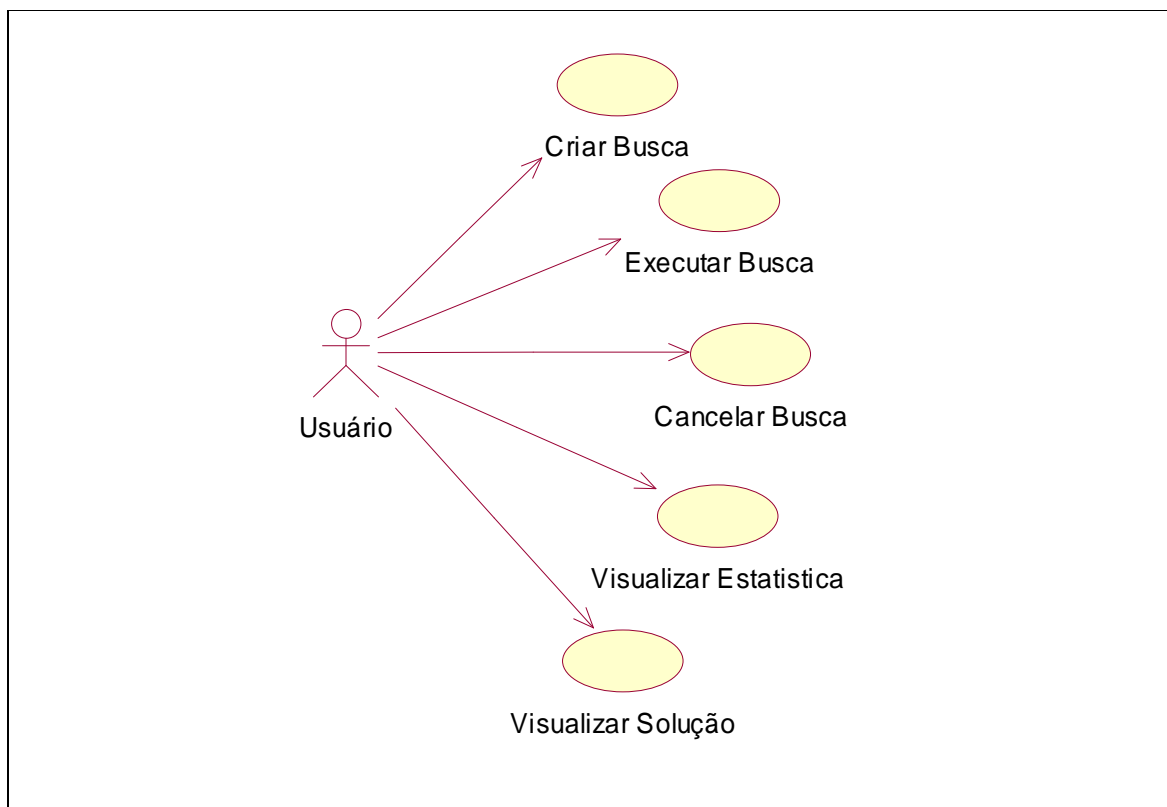 Criar Busca
Executar Busca
Cancelar Busca
Usuário
Visualizar Estatistica
Visualizar Solução